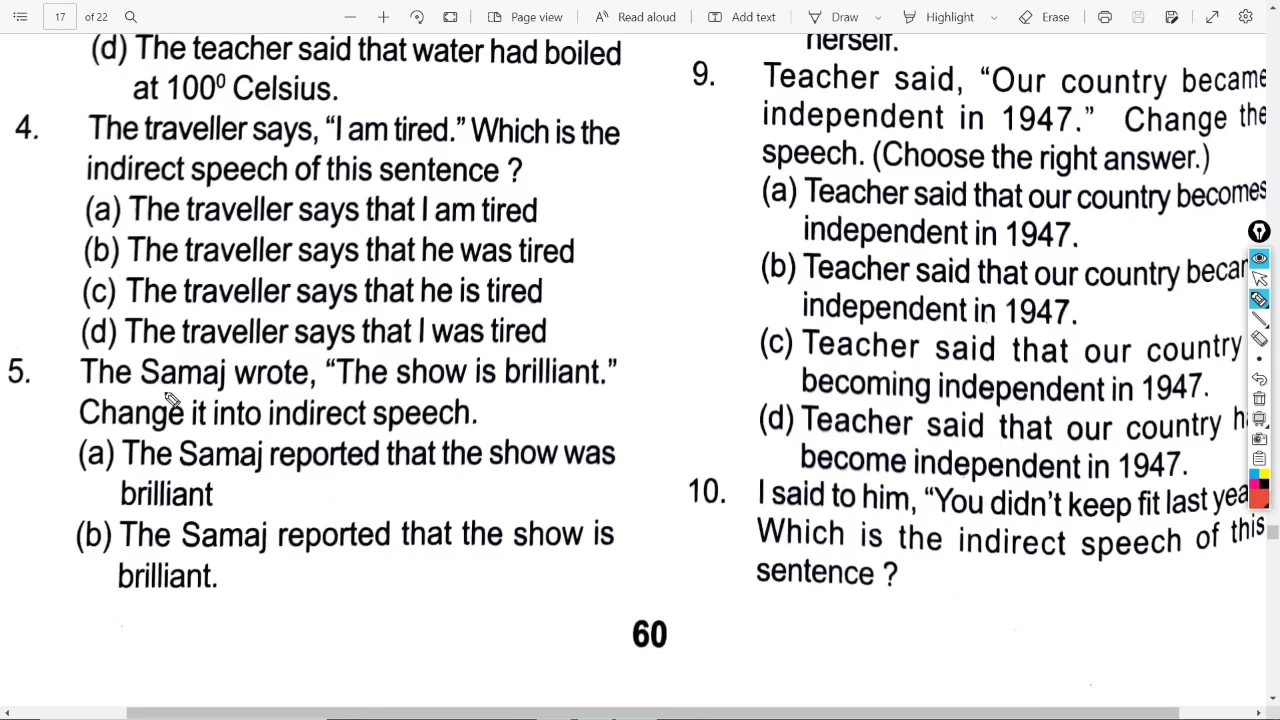 17 of 22
Page view
Read aloud
Add text
Draw
Highlight
Erase
(d) The teacher said that water had boiled
at 100⁰ Celsius.
4. The traveller says, “I am tired.” Which is the
indirect speech of this sentence ?
(a) The traveller says that I am tired
(b) The traveller says that he was tired
(c) The traveller says that he is tired
(d) The traveller says that I was tired
5. The Samaj wrote, “The show is brilliant.”
Change it into indirect speech.
(a) The Samaj reported that the show was
brilliant
(b) The Samaj reported that the show is
brilliant.
herself.
9. Teacher said, “Our country became
independent in 1947.” Change the
speech. (Choose the right answer.)
(a) Teacher said that our country becomes
independent in 1947.
(b) Teacher said that our country
independent in 1947.
(c) Teacher said that our country
becoming independent in 1947.
(d) Teacher said that our country
become independent in 1947.
10. I said to him, “You didn’t keep fit last
Which is the indirect speech of this
sentence ?
60